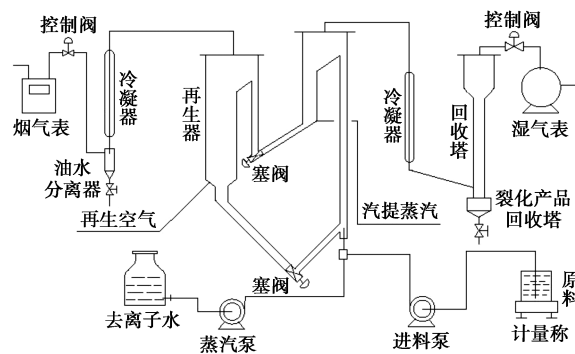 控制阀
烟气表
冷凝器
油水
分离器
再生器
塞阀
再生空气
冷凝器
汽提蒸汽
回收塔
控制阀
湿气表
裂化产品
回收塔
塞阀
去离子水
蒸汽泵
进料泵
原料
计量称